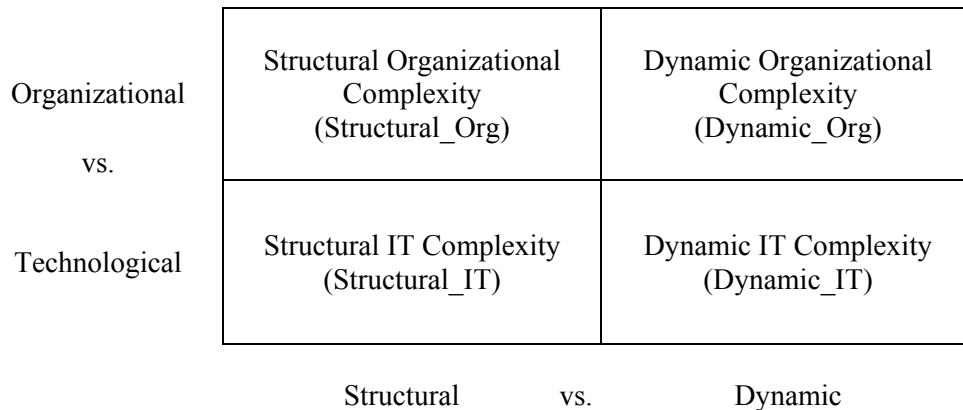 Organizational
vs.
Technological
Structural Organizational
Complexity
(Structural_Org)
Dynamic Organizational
Complexity
(Dynamic_Org)
Structural IT Complexity
(Structural_IT)
Dynamic IT Complexity
(Dynamic_IT)
Structural vs. Dynamic